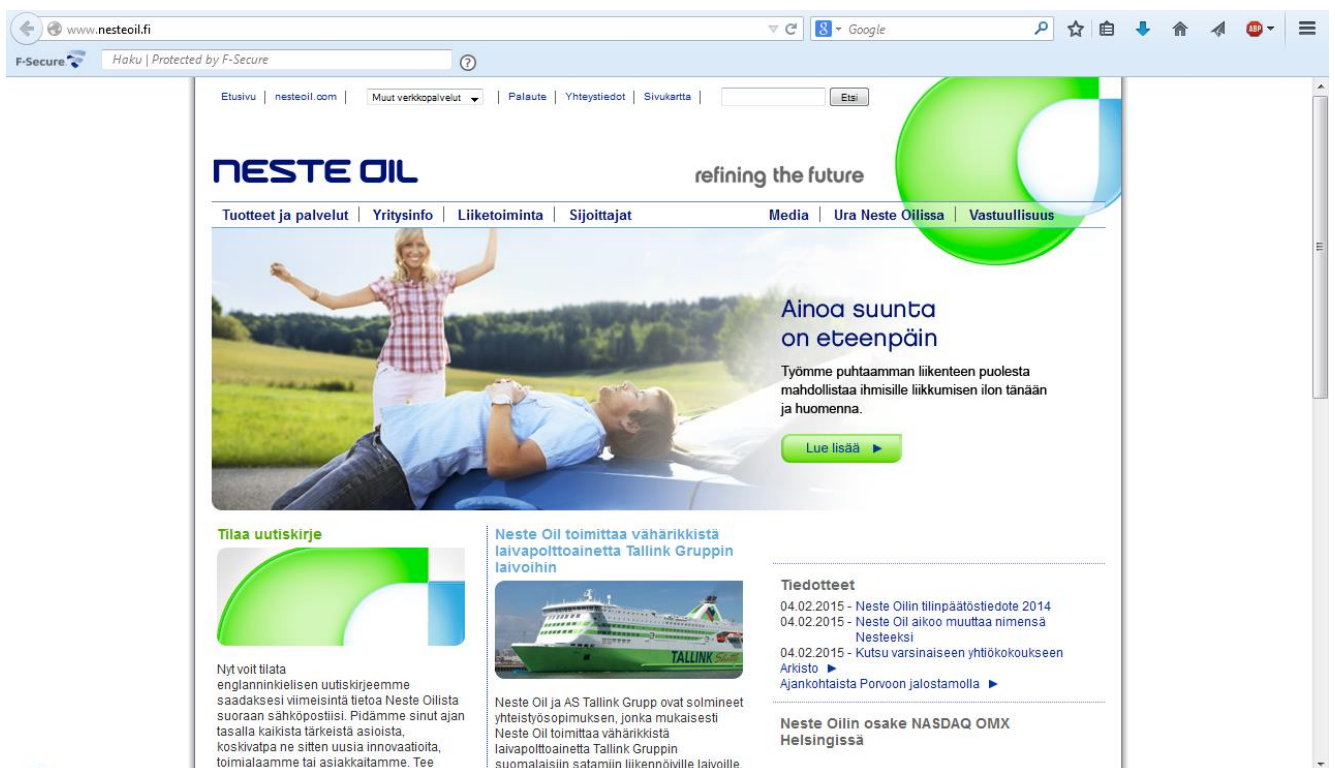 www.nesteoil.fi
Google
ABP
F-Secure
Haku | Protected by F-Secure
?
Etusivu | nesteoil.com | Muut verkkopalvelut | Palaute | Yhteystiedot | Sivukartta | Etsi
NESTE OIL
refining the future
Tuotteet ja palvelut | Yritysinfo | Liiketoiminta | Sijoittajat Media | Ura Neste Oilissa | Vastuullisuus
Ainoa suunta
on eteenpäin
Työmme puhtaamman liikenteen puolesta
mahdollistaa ihmisille liikkumisen ilon tänään
ja huomenna.
Lue lisää
Tilaa uutiskirje
Nyt voit tilata
englanninkielisen uutiskirjeemme
saadaksesi viimeisintä tietoa Neste Oilista
suoraan sähköpostiisi. Pidämme sinut ajan
tasalla kaikista tärkeistä asioista,
koskivatpa ne sitten uusia innovaatioita,
toimialaamme tai asiakkaitamme. Tee
Neste Oil toimittaa vähärikkistä
laivapolttoainetta Tallink Gruppin
laivoihin
TALLINK Shuttle
Neste Oil ja AS Tallink Grupp ovat solmineet
yhteistyösopimuksen, jonka mukaisesti
Neste Oil toimittaa vähärikkistä
laivapolttoainetta Tallink Gruppin
suomalaisiin satamiin liikennöiville laivoille.
Tiedotteet
04.02.2015 - Neste Oilin tilinpäätöstiedote 2014
04.02.2015 - Neste Oil aikoo muuttaa nimensä
Nesteeksi
04.02.2015 - Kutsu varsinaiseen yhtiökokoukseen
Arkisto
Ajankohtaista Porvoon jalostamolla
Neste Oilin osake NASDAQ OMX
Helsingissä